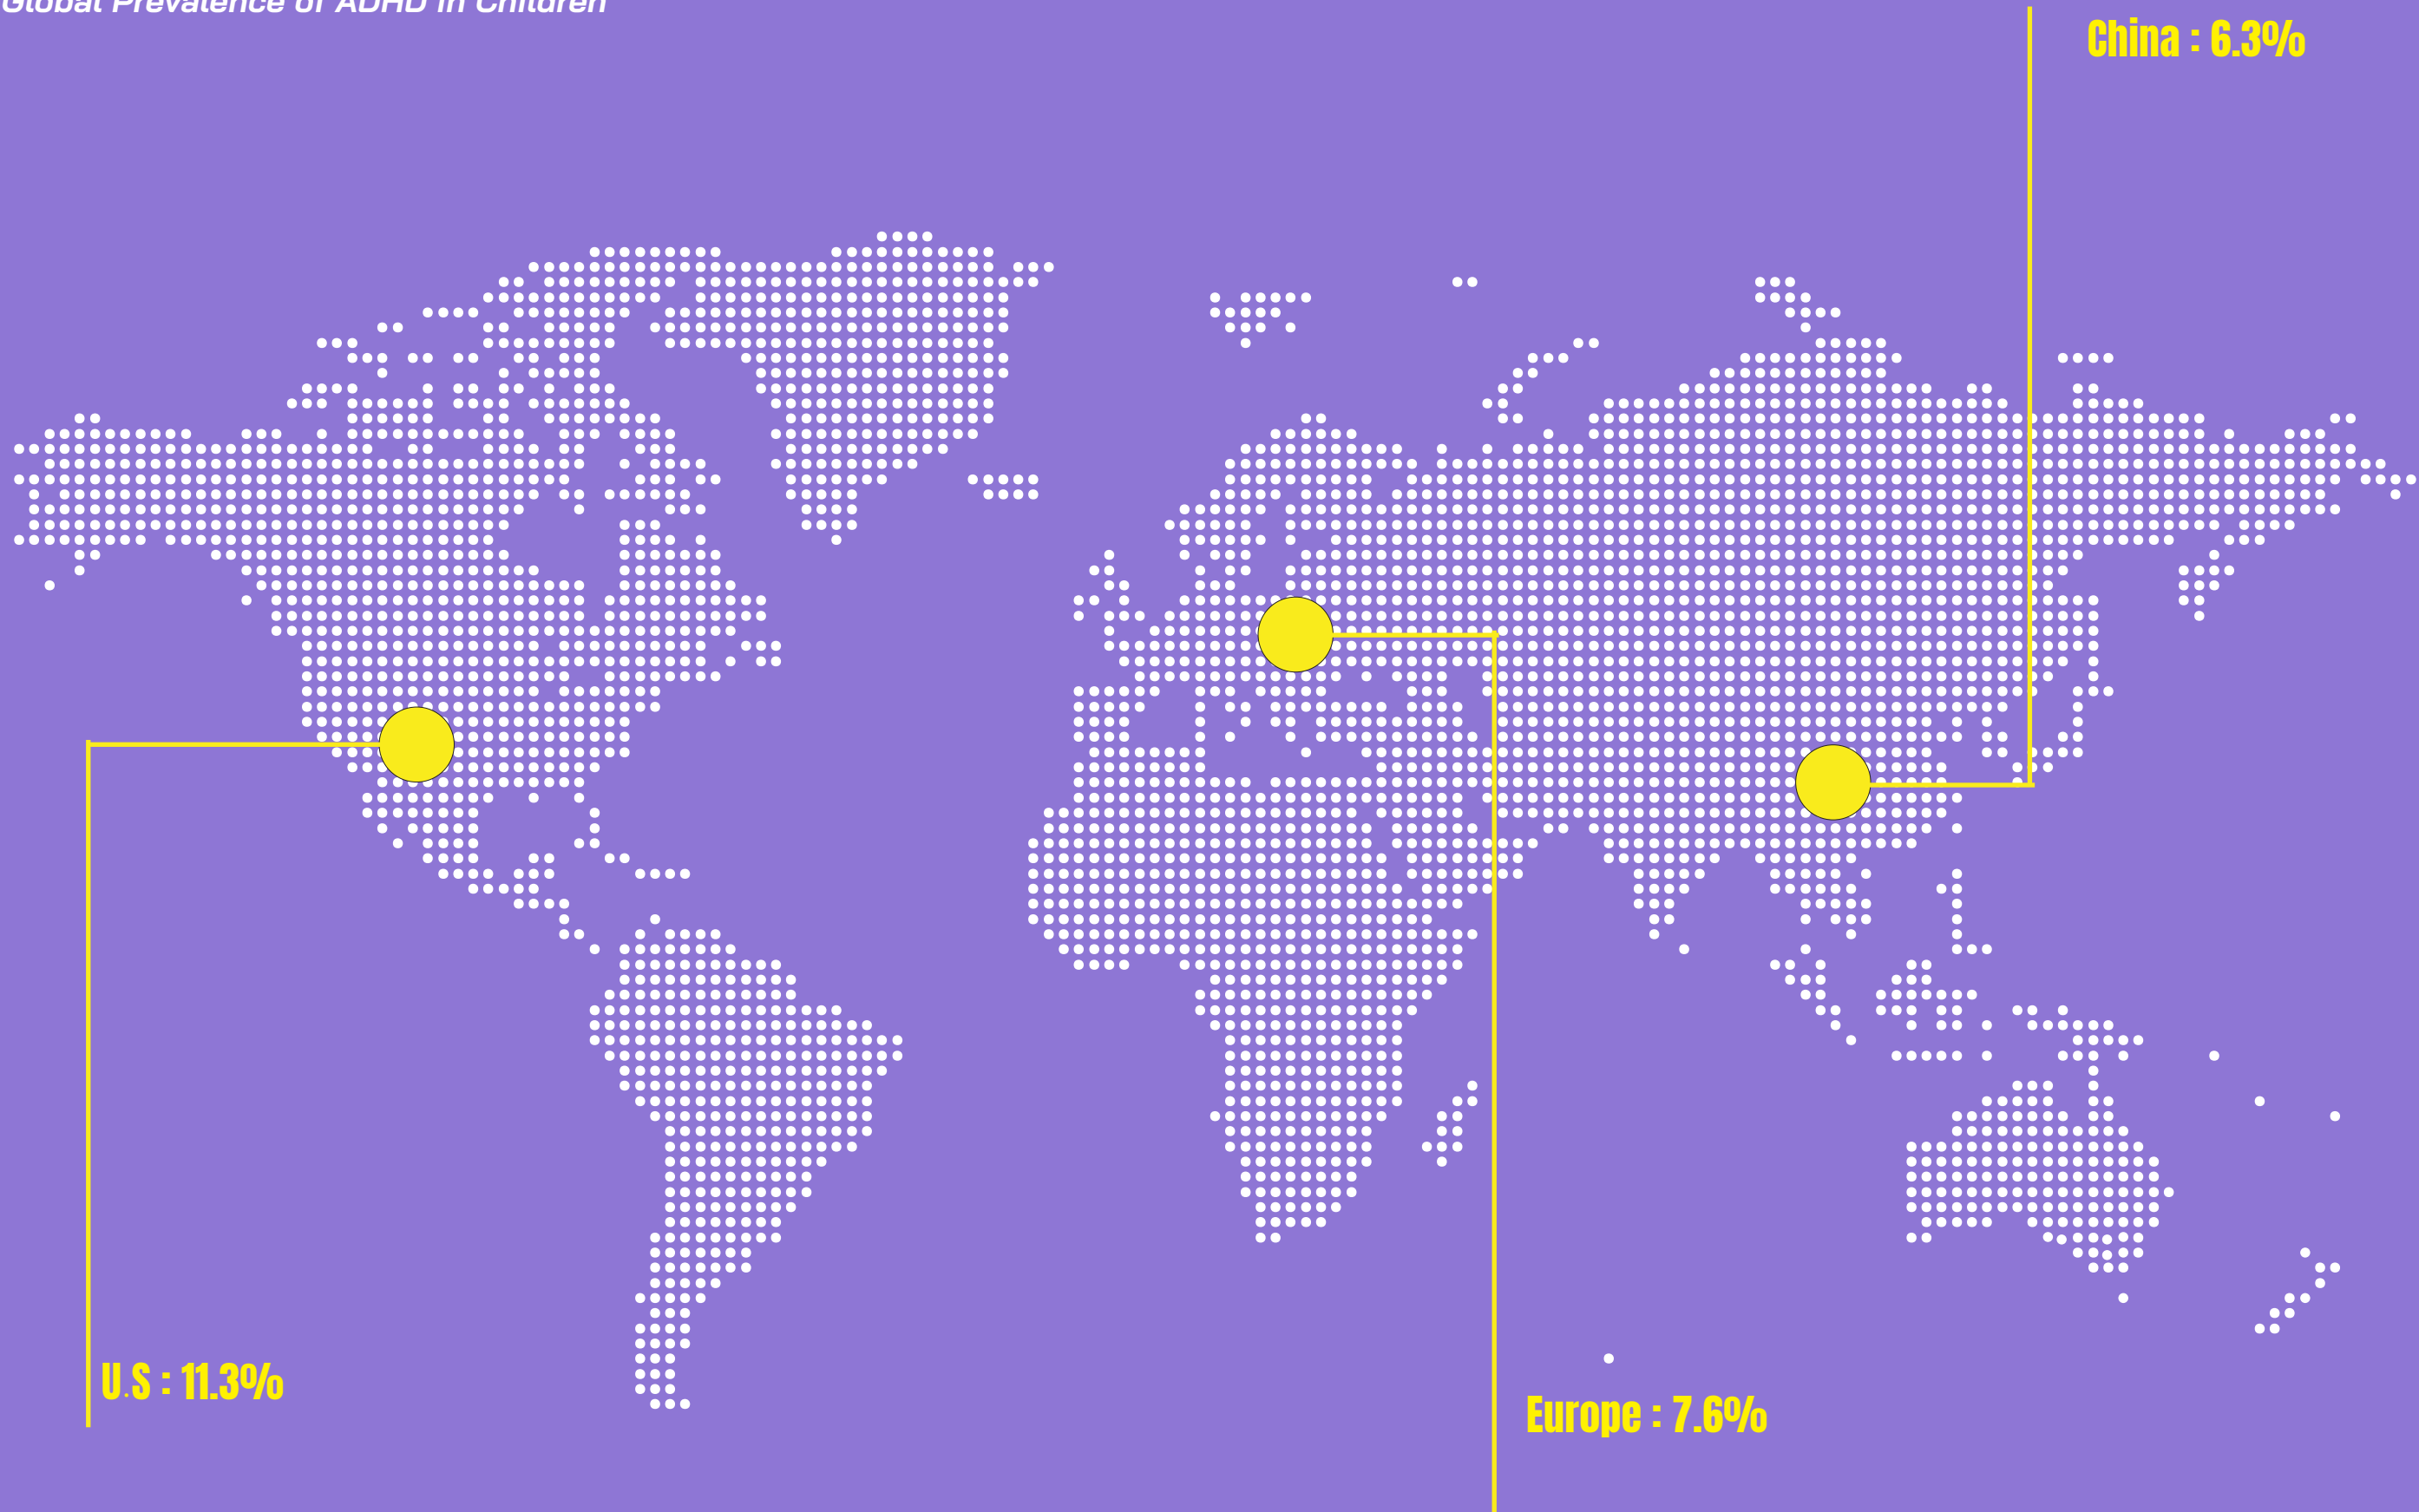 Global Prevalence of ADHD in Children
China : 6.3%
U.S : 11.3%
Europe : 7.6%